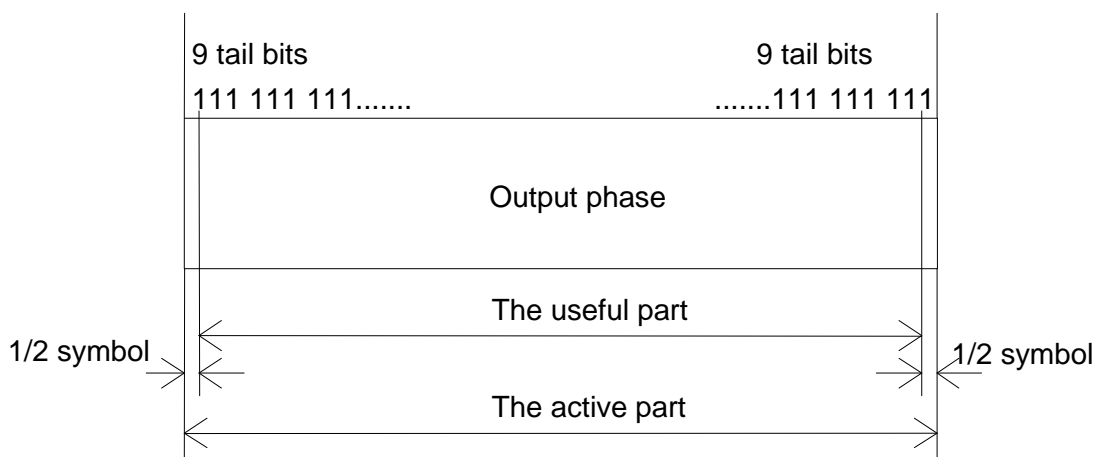 9 tail bits
9 tail bits
111 111 111.......
.......111 111 111
Output phase
The useful part
1/2 symbol
1/2 symbol
The active part